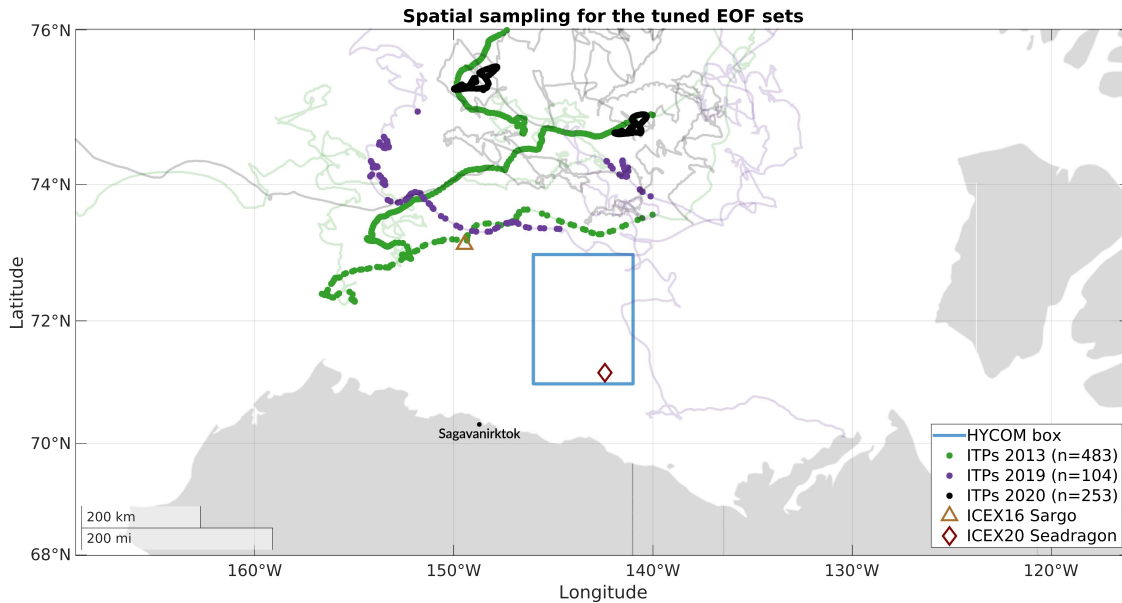 Spatial sampling for the tuned EOF sets
76°N
74°N
72°N
70°N
68°N
Latitude
Sagavanirktok
200 km
200 mi
HYCOM box
ITPs 2013 (n=483)
ITPs 2019 (n=104)
ITPs 2020 (n=253)
ICEX16 Sargo
ICEX20 Seadragon
160°W
150°W
140°W
130°W
120°W
Longitude